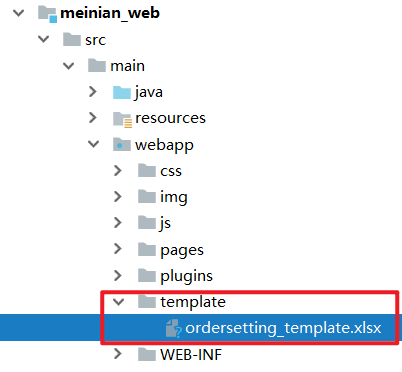 meinian_web
src
main
java
resources
webapp
css
img
js
pages
plugins
template
ordersetting_template.xlsx
WEB-INF